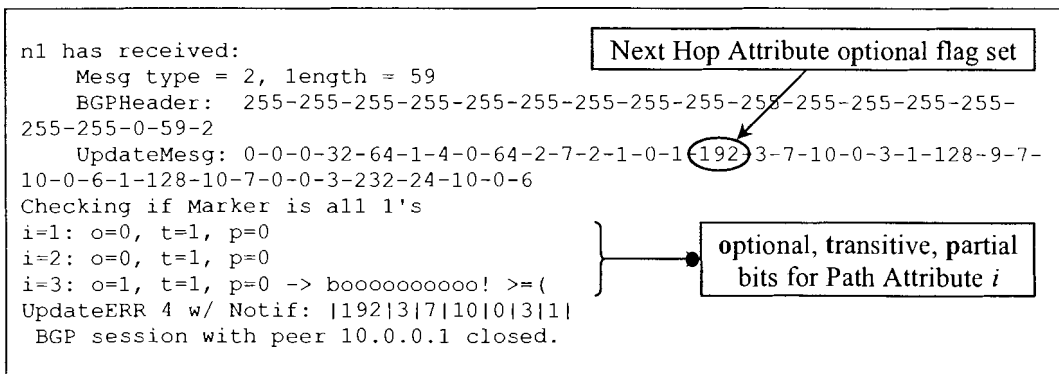 n1 has received:
Mesg type = 2, length = 59
BGPHeader: 255-255-255-255-255-255-255-255-255-255-255-255-255-
255-255-0-59-2
UpdateMesg: 0-0-0-32-64-1-4-0-64-2-7-2-1-0-1-192-3-7-10-0-3-1-128-9-7-
10-0-6-1-128-10-7-0-0-3-232-24-10-0-6
Checking if Marker is all 1's
i=1: o=0, t=1, p=0
i=2: o=0, t=1, p=0
i=3: o=1, t=1, p=0 -> booooooooooo! >=(
UpdateERR 4 w/ Notif: |192|3|7|10|0|3|1|
BGP session with peer 10.0.0.1 closed.
Next Hop Attribute optional flag set
optional, transitive, partial
bits for Path Attribute i